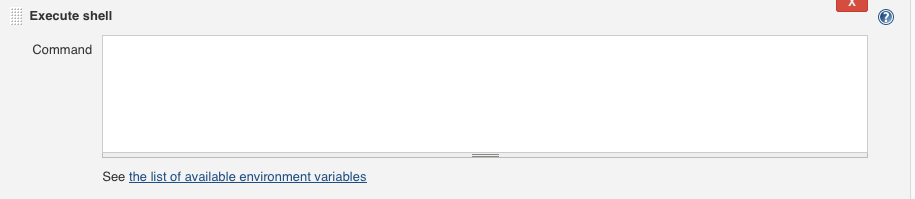 X
Execute shell
?
Command
See the list of available environment variables